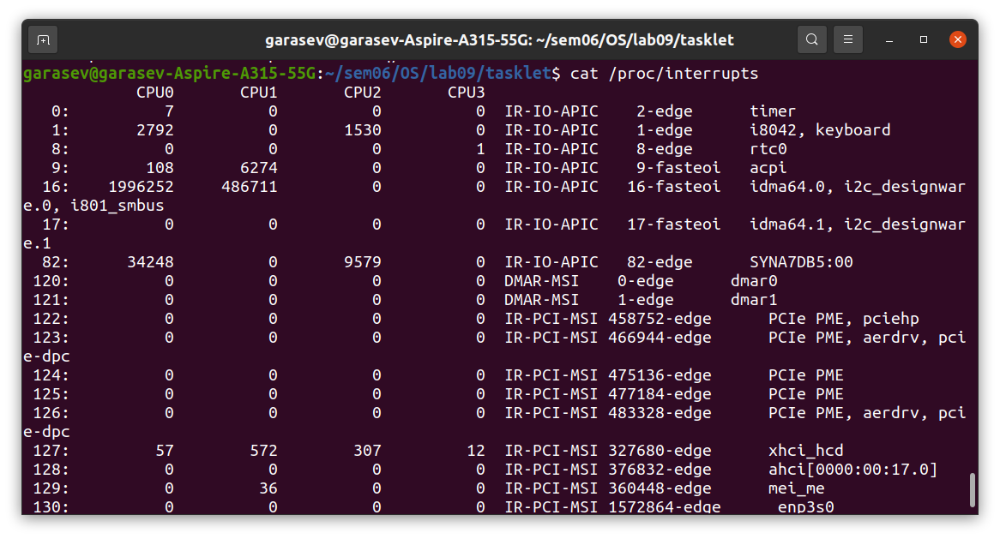 garasev@garasev-Aspire-A315-55G: ~/sem06/OS/lab09/tasklet
garasev@garasev-Aspire-A315-55G:~/sem06/OS/lab09/tasklet$ cat /proc/interrupts
            CPU0       CPU1       CPU2       CPU3
   0:          7          0          0          0  IR-IO-APIC    2-edge      timer
   1:       2792          0       1530          0  IR-IO-APIC    1-edge      i8042, keyboard
   8:          0          0          0          1  IR-IO-APIC    8-edge      rtc0
   9:        108       6274          0          0  IR-IO-APIC    9-fasteoi   acpi
  16:    1996252     486711          0          0  IR-IO-APIC   16-fasteoi   idma64.0, i2c_designwar
e.0, i801_smbus
  17:          0          0          0          0  IR-IO-APIC   17-fasteoi   idma64.1, i2c_designwar
e.1
  82:      34248          0       9579          0  IR-IO-APIC   82-edge      SYNA7DB5:00
 120:          0          0          0          0  DMAR-MSI    0-edge      dmar0
 121:          0          0          0          0  DMAR-MSI    1-edge      dmar1
 122:          0          0          0          0  IR-PCI-MSI 458752-edge      PCIe PME, pciehp
 123:          0          0          0          0  IR-PCI-MSI 466944-edge      PCIe PME, aerdrv, pci
e-dpc
 124:          0          0          0          0  IR-PCI-MSI 475136-edge      PCIe PME
 125:          0          0          0          0  IR-PCI-MSI 477184-edge      PCIe PME
 126:          0          0          0          0  IR-PCI-MSI 483328-edge      PCIe PME, aerdrv, pci
e-dpc
 127:         57        572        307         12  IR-PCI-MSI 327680-edge      xhci_hcd
 128:          0          0          0          0  IR-PCI-MSI 376832-edge      ahci[0000:00:17.0]
 129:          0         36          0          0  IR-PCI-MSI 360448-edge      mei_me
 130:          0          0          0          0  IR-PCI-MSI 1572864-edge      enp3s0